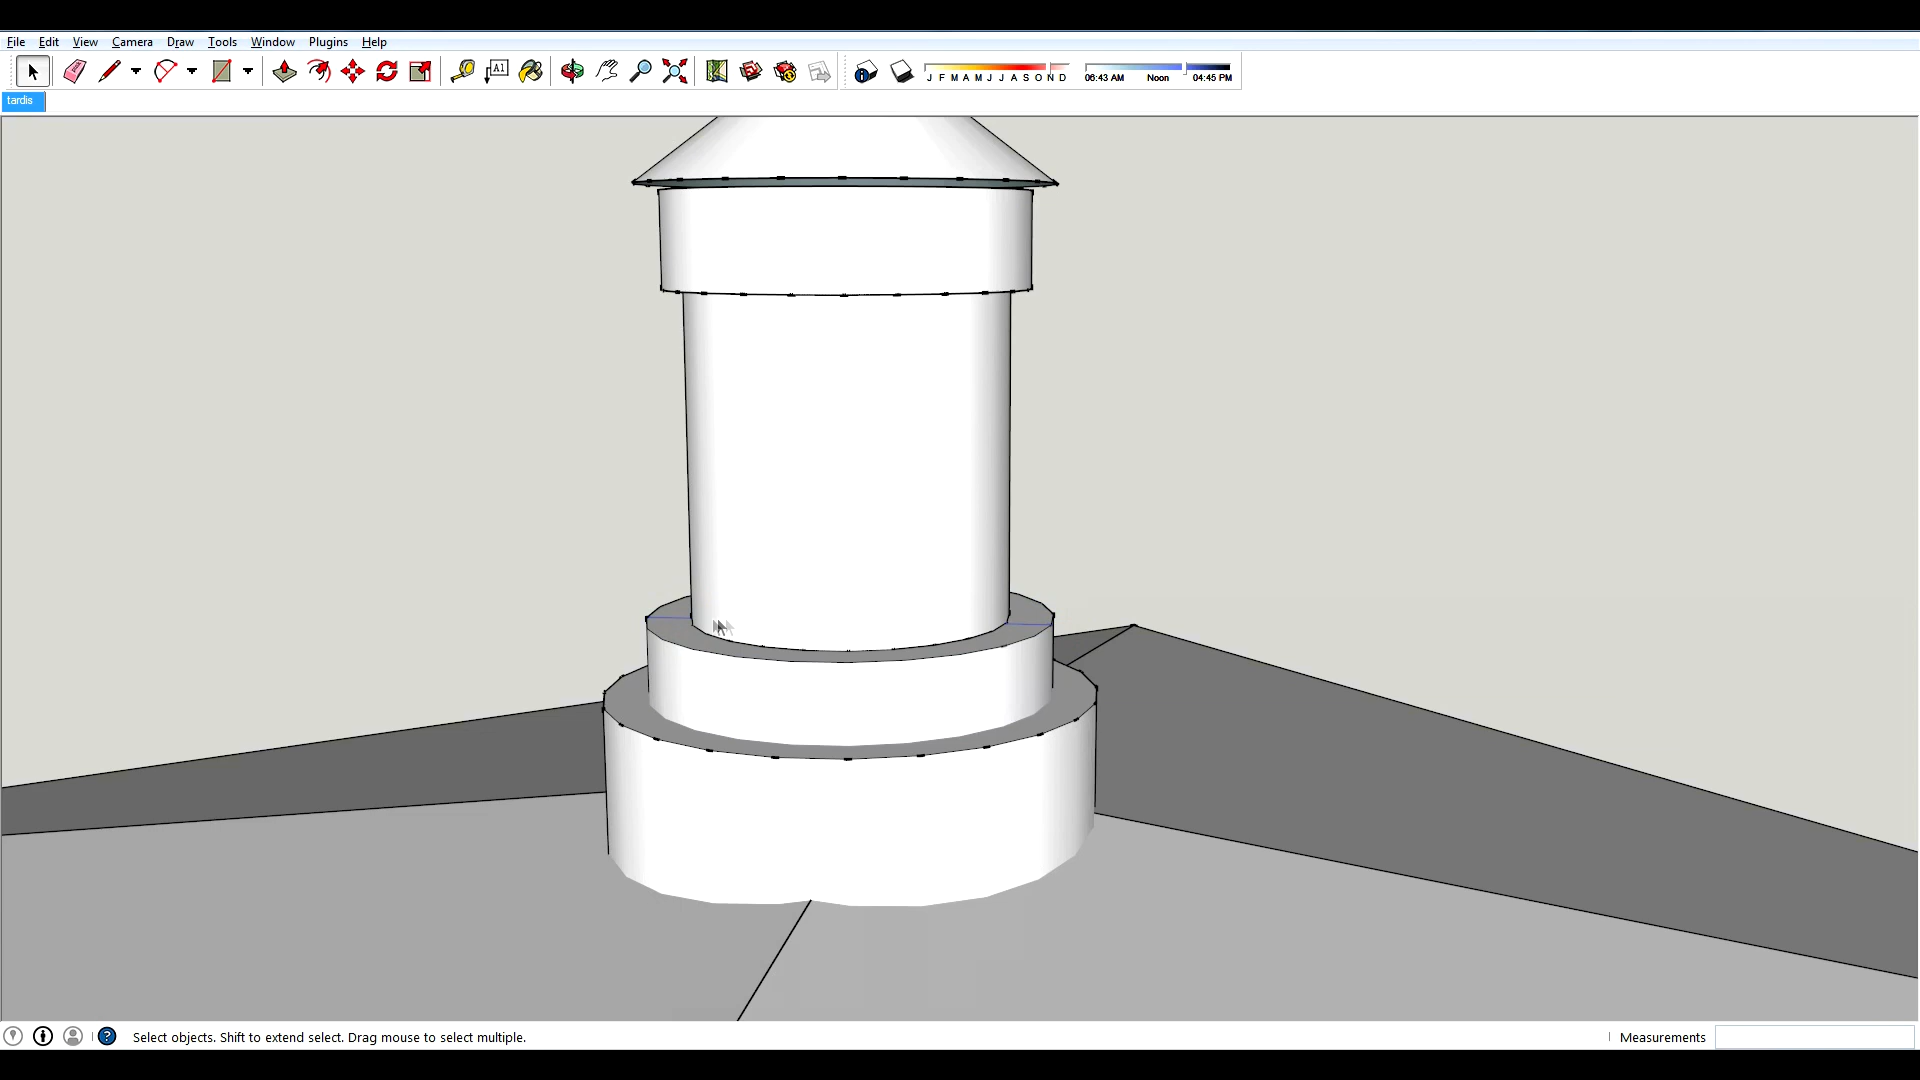 File Edit View Camera Draw Tools Window Plugins Help
A1
J F M A M J J A S O N D
06:43 AM Noon 04:45 PM
tardis
? Select objects. Shift to extend select. Drag mouse to select multiple.
Measurements